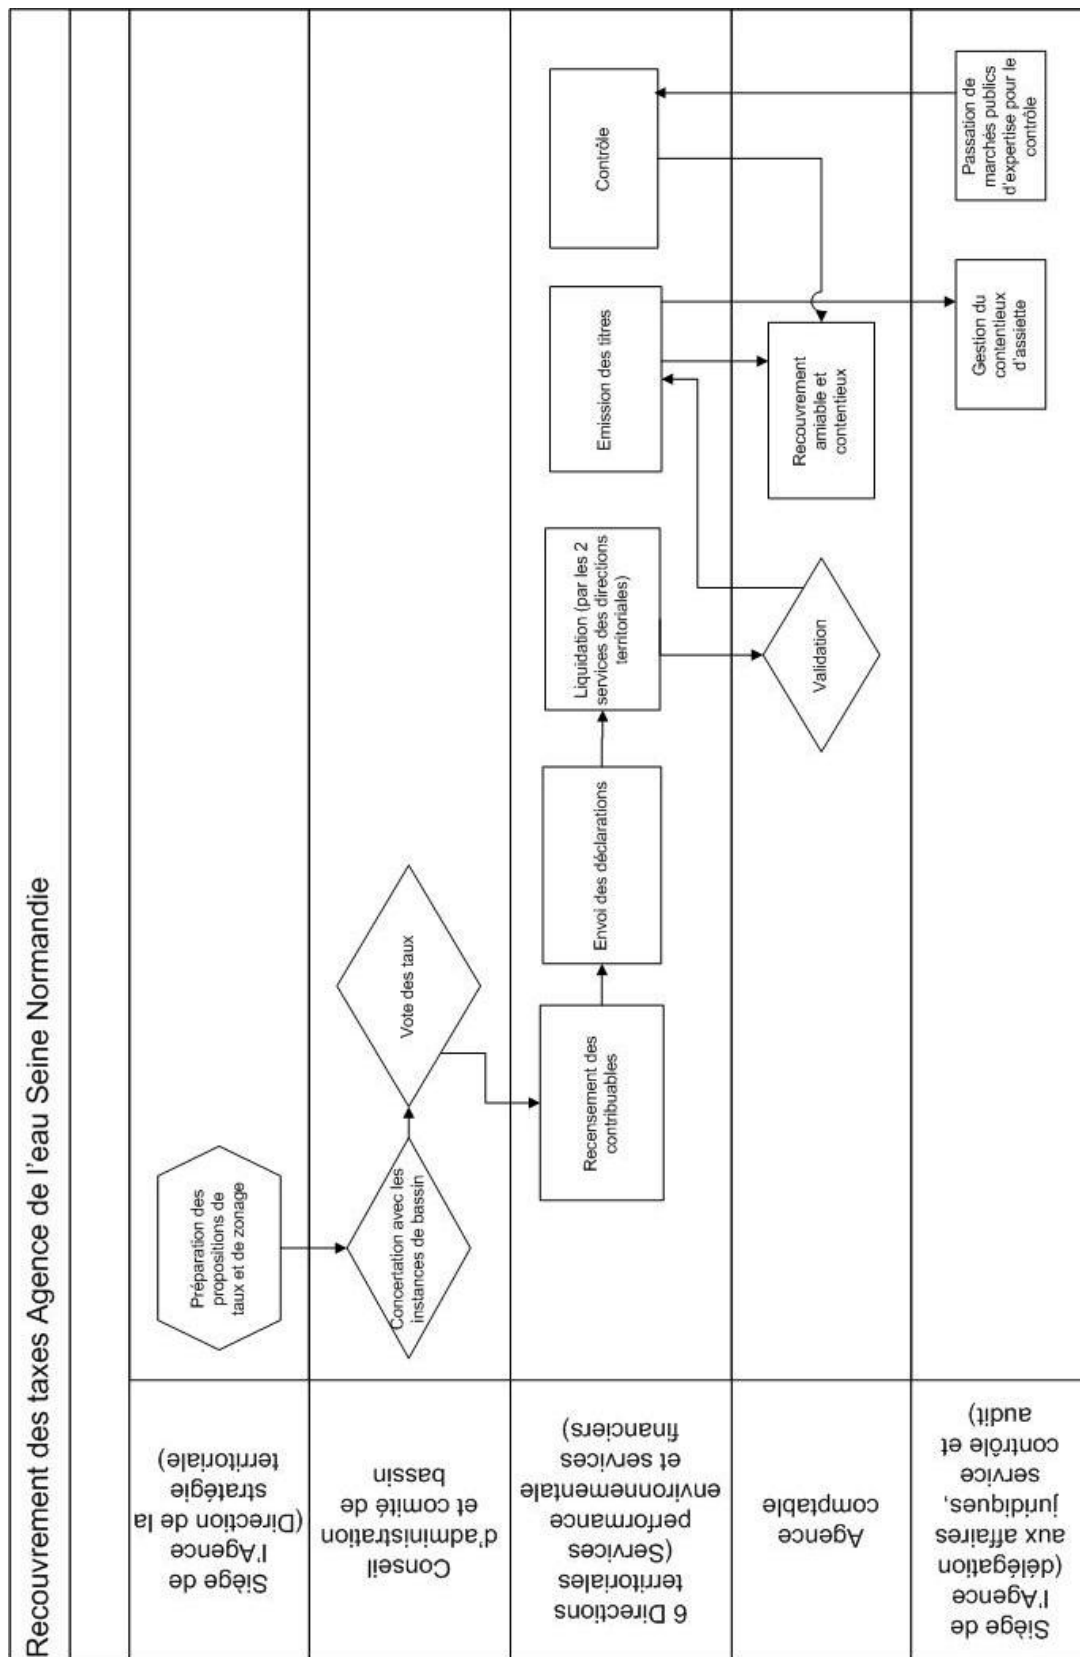 Recouvrement des taxes Agence de l'eau Seine Normandie
Siège de
l'Agence
(Direction de la
stratégie
territoriale)
Préparation des
propositions de
taux et de zonage
Conseil
d'administration
et comité de
bassin
Concertation avec les
instances de bassin
Vote des taux
6 Directions
territoriales
(Services
performance
environnementale
et services
financiers)
Recensement des
contribuables
Envoi des déclarations
Liquidation (par les 2
services des directions
territoriales)
Emission des titres
Contrôle
Agence
comptable
Validation
Recouvrement
amiable et
contentieux
Siège de
l'Agence
(délégation
aux affaires
juridiques,
service
contrôle et
audit)
Gestion du
contentieux
d'assiette
Passation de
marchés publics
d'expertise pour le
contrôle